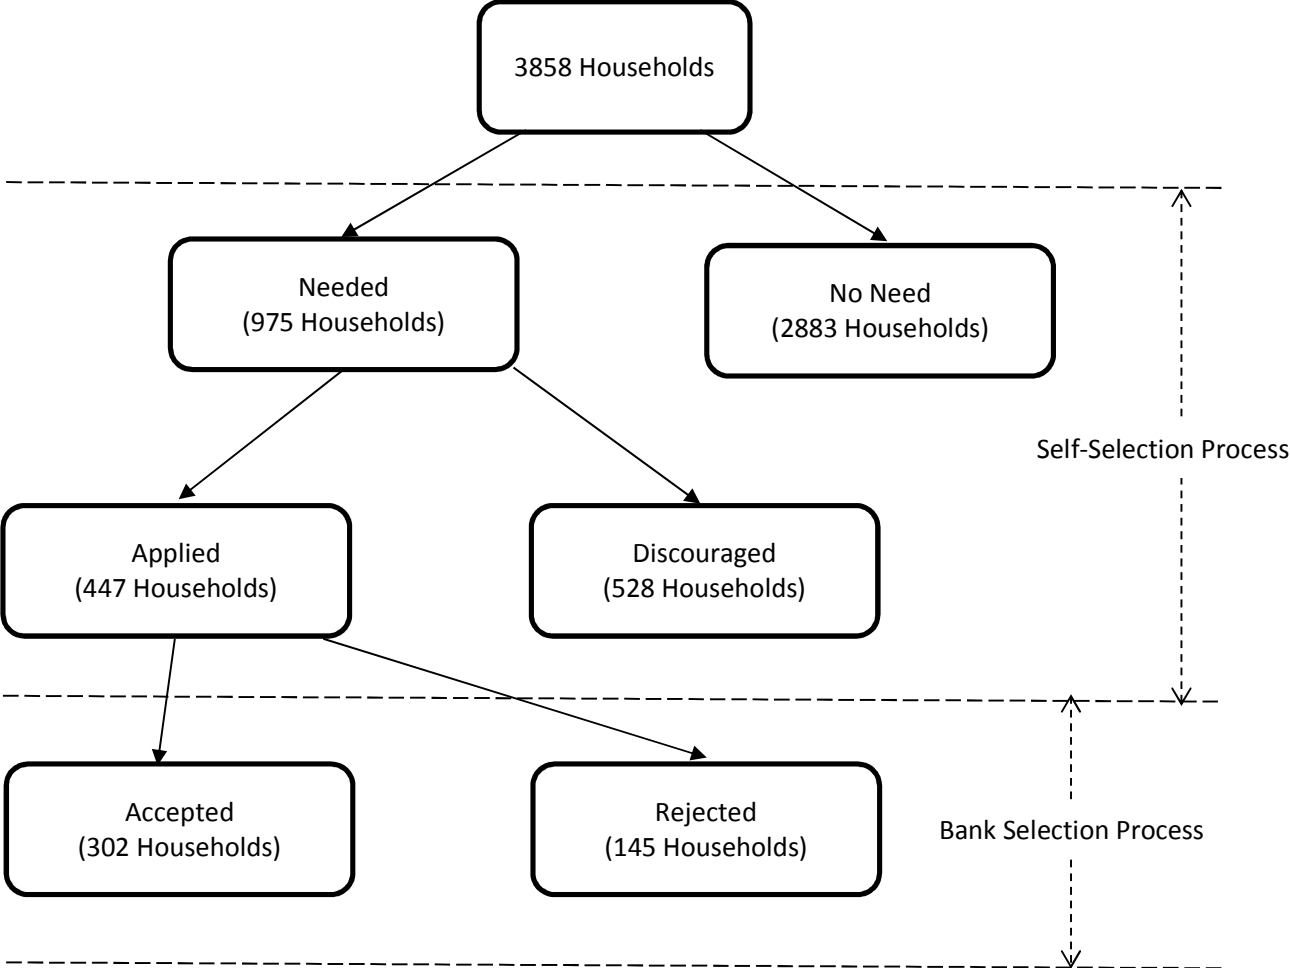 3858 Households
Needed
(975 Households)
No Need
(2883 Households)
Self-Selection Process
Applied
(447 Households)
Discouraged
(528 Households)
Accepted
(302 Households)
Rejected
(145 Households)
Bank Selection Process